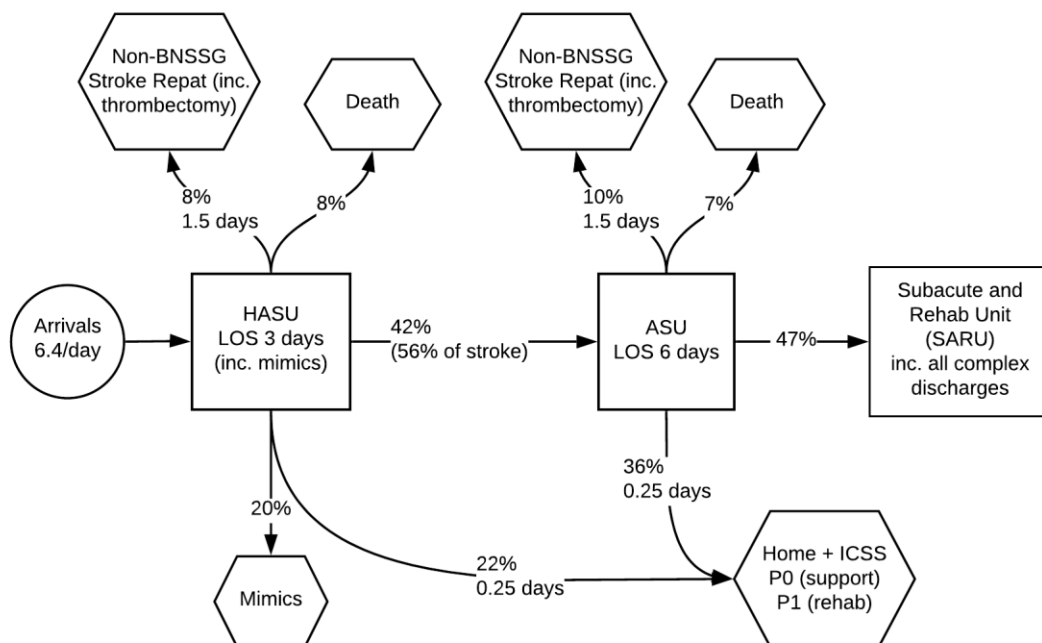 Non-BNSSG
Stroke Repat (inc.
thrombectomy)
Death
Non-BNSSG
Stroke Repat (inc.
thrombectomy)
Death
8%
1.5 days
8%
10%
1.5 days
7%
Arrivals
6.4/day
HASU
LOS 3 days
(inc. mimics)
42%
(56% of stroke)
ASU
LOS 6 days
47%
Subacute and
Rehab Unit
(SARU)
inc. all complex
discharges
20%
22%
0.25 days
36%
0.25 days
Mimics
Home + ICSS
P0 (support)
P1 (rehab)